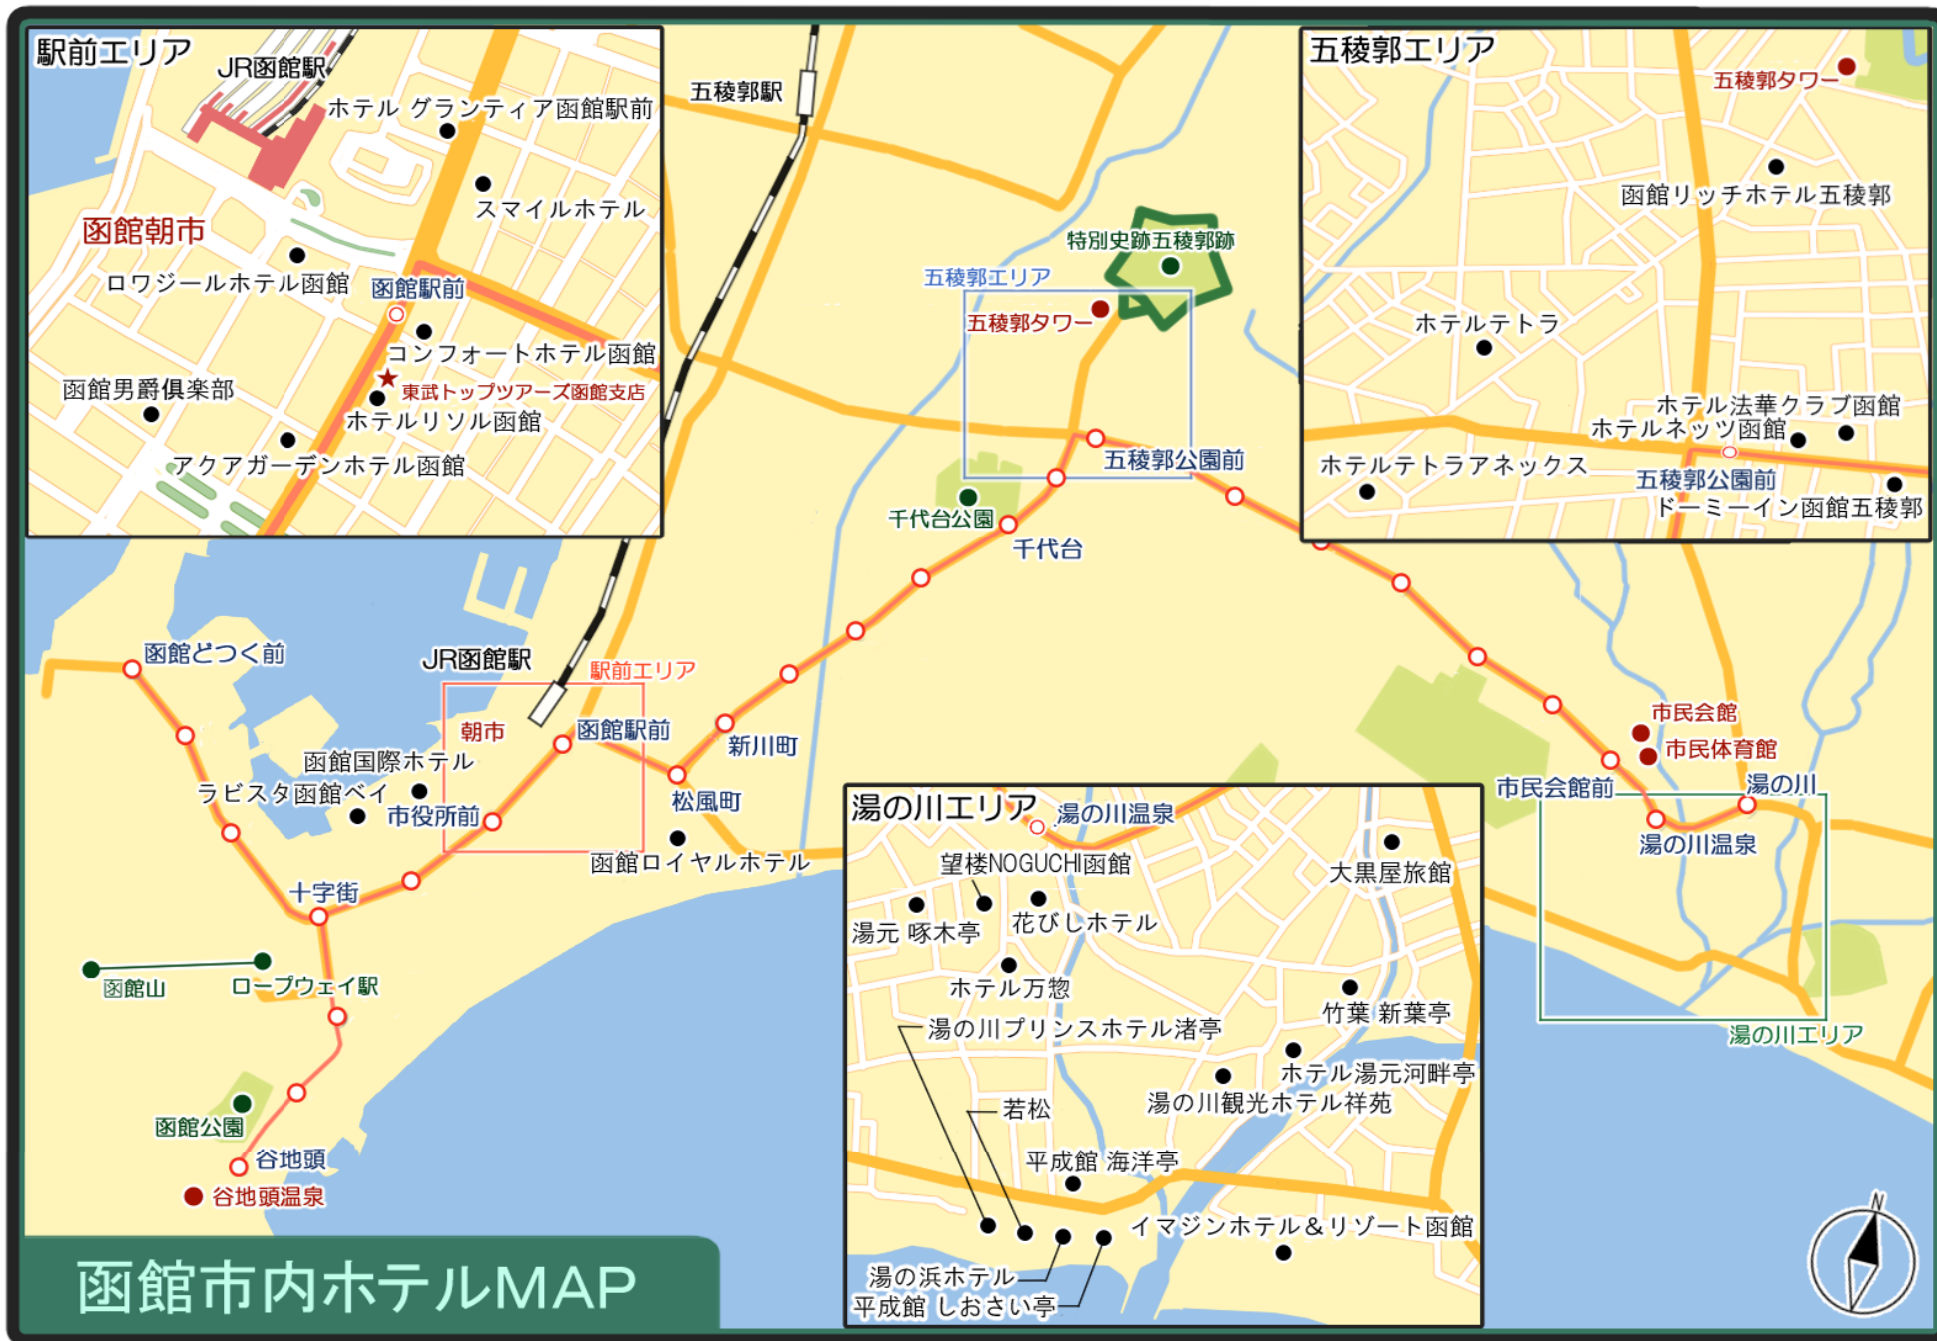 駅前エリア
JR函館駅
ホテル グランティア函館駅前
スマイルホテル
函館朝市
ロワジールホテル函館
函館駅前
コンフォートホテル函館
東武トップツアーズ函館支店
函館男爵倶楽部
ホテルリソル函館
アクアガーデンホテル函館
五稜郭駅
特別史跡五稜郭跡
五稜郭エリア
五稜郭タワー
五稜郭公園前
千代台公園
千代台
五稜郭エリア
五稜郭タワー
函館リッチホテル五稜郭
ホテルテトラ
ホテル法華クラブ函館
ホテルネッツ函館
ホテルテトラアネックス
五稜郭公園前
ドーミーイン函館五稜郭
函館どつく前
JR函館駅
駅前エリア
朝市
函館駅前
新川町
函館国際ホテル
ラビスタ函館ベイ
市役所前
松風町
函館ロイヤルホテル
十字街
函館山
ロープウェイ駅
函館公園
谷地頭
谷地頭温泉
市民会館
市民体育館
市民会館前
湯の川
湯の川温泉
湯の川エリア
湯の川エリア
湯の川温泉
望楼NOGUCHI函館
大黒屋旅館
湯元 啄木亭
花びしホテル
ホテル万惣
竹葉 新葉亭
湯の川プリンスホテル渚亭
ホテル湯元河畔亭
湯の川観光ホテル祥苑
若松
平成館 海洋亭
イマジンホテル＆リゾート函館
湯の浜ホテル
平成館 しおさい亭
N
函館市内ホテルMAP